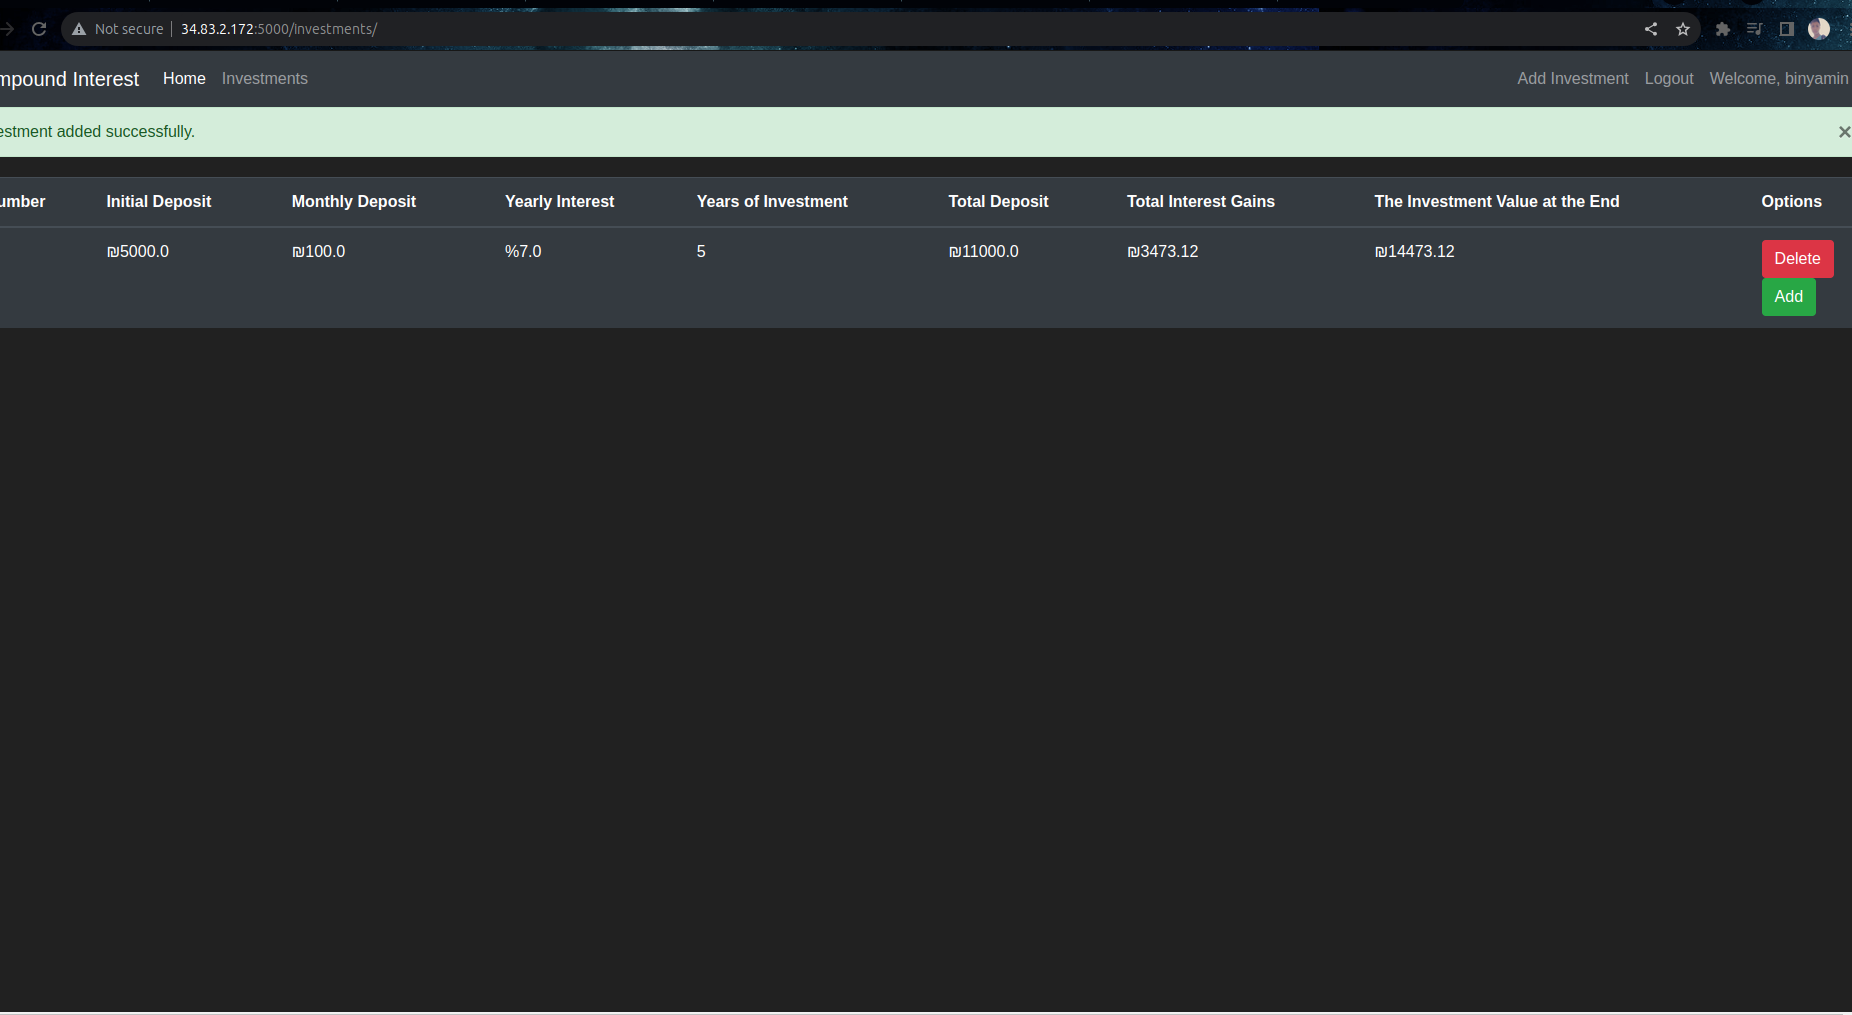 Not secure 34.83.2.172:5000/investments/
mpound Interest Home Investments Add Investment Logout Welcome, binyamin
estment added successfully. ×
umber Initial Deposit Monthly Deposit Yearly Interest Years of Investment Total Deposit Total Interest Gains The Investment Value at the End Options
₪5000.0 ₪100.0 %7.0 5 ₪11000.0 ₪3473.12 ₪14473.12 Delete
Add